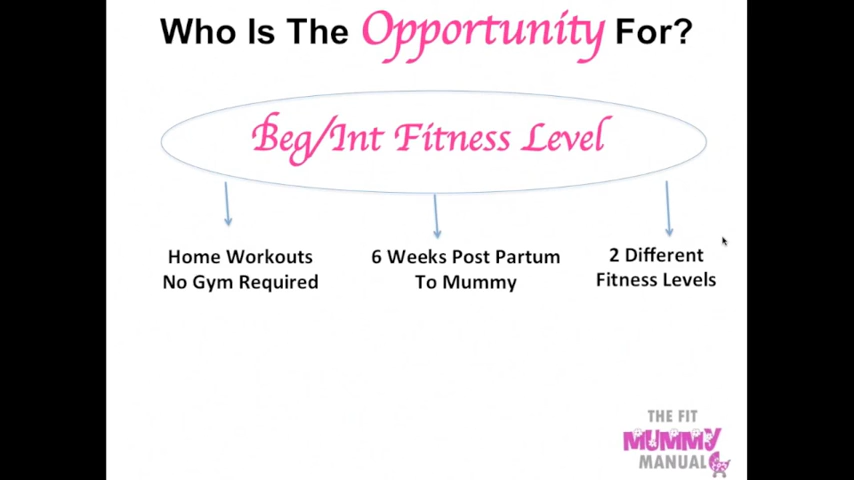 Who Is The Opportunity For?
Beg/Int Fitness Level
Home Workouts
No Gym Required
6 Weeks Post Partum
To Mummy
2 Different
Fitness Levels
THE FIT
MUMMY
MANUAL